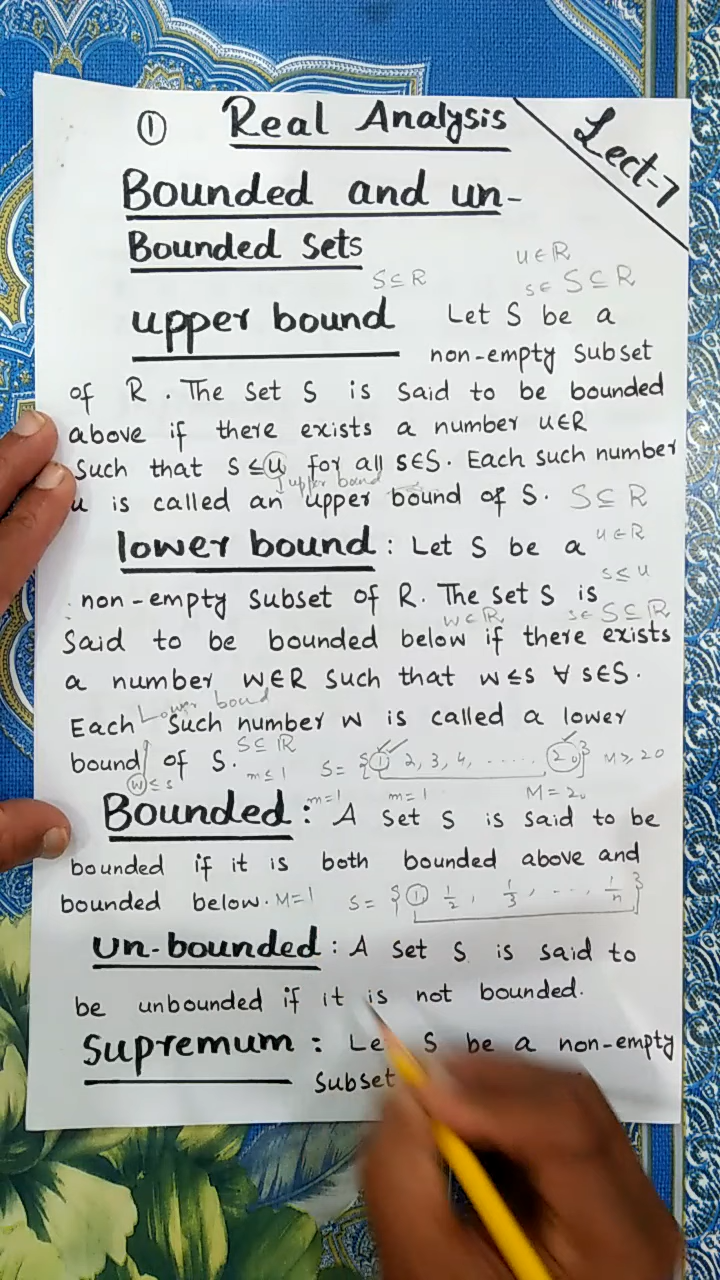 ① Real Analysis
Lect-7
Bounded and un-
Bounded sets
u∈R
S⊆R
s∈ S⊆R
upper bound Let S be a
non-empty subset
of R. The set S is said to be bounded
above if there exists a number u∈R
such that s≤u for all s∈S. Each such number
upper bound
u is called an upper bound of S. S⊆R
lower bound: Let S be a u∈R
s≤u
non-empty subset of R. The set S is
w∈R s∈ S⊆R
said to be bounded below if there exists
a number w∈R such that w≤s ∀ s∈S.
Lower bound
Each such number w is called a lower
bound of S. S⊆R
m≤1 S= {① 2, 3, 4, ...... 20} M≥20
w≤s m=1 m=1 M=20
Bounded: A set S is said to be
bounded if it is both bounded above and
bounded below. M=1 S= {① 1/2, 1/3, ..., 1/n}
un-bounded: A set S is said to
be unbounded if it is not bounded.
Supremum: Let S be a non-empty
subset